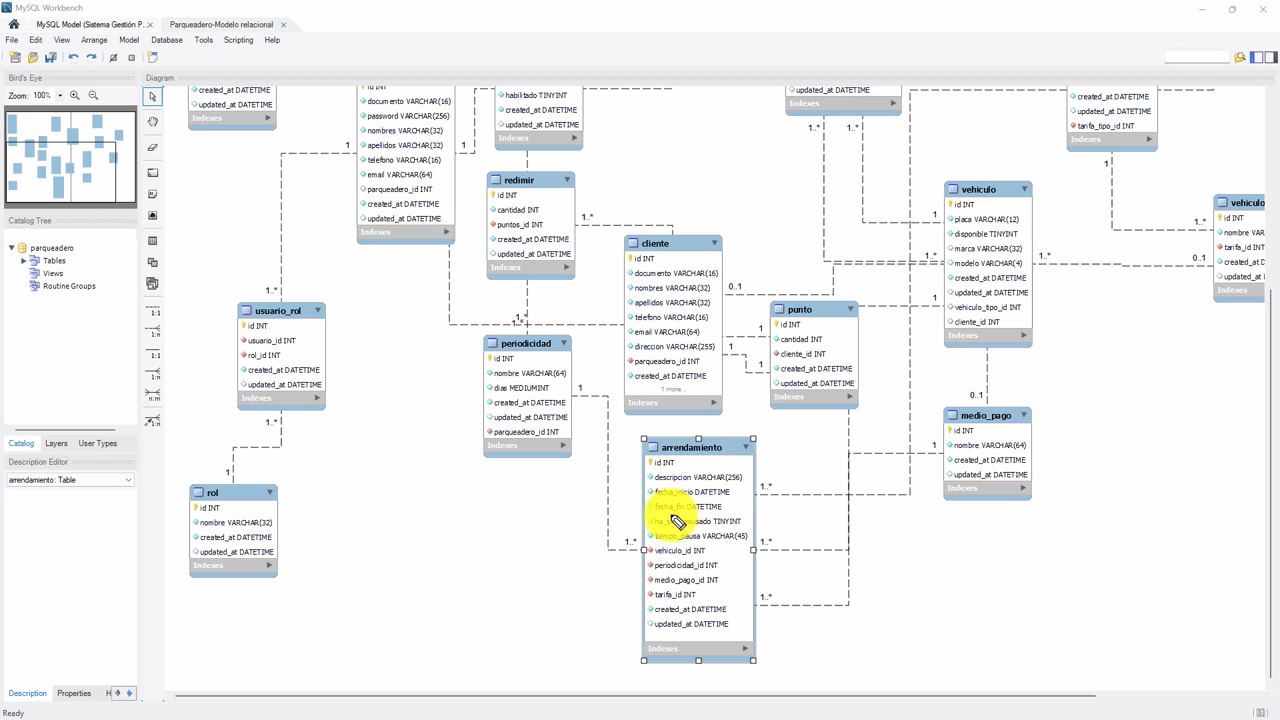 MySQL Workbench
MySQL Model (Sistema Gestión P...
Parqueadero-Modelo relacional
File Edit View Arrange Model Database Tools Scripting Help
Bird's Eye
Zoom: 100%
Diagram
Catalog Tree
parqueadero
Tables
Views
Routine Groups
Catalog Layers User Types
Description Editor
arrendamiento: Table
Description Properties H
Ready
created_at DATETIME
updated_at DATETIME
Indexes
id INT
documento VARCHAR(16)
password VARCHAR(256)
nombres VARCHAR(32)
apellidos VARCHAR(32)
telefono VARCHAR(16)
email VARCHAR(64)
parqueadero_id INT
created_at DATETIME
updated_at DATETIME
Indexes
habilitado TINYINT
created_at DATETIME
updated_at DATETIME
Indexes
updated_at DATETIME
Indexes
created_at DATETIME
updated_at DATETIME
tarifa_tipo_id INT
Indexes
redimir
id INT
cantidad INT
puntos_id INT
created_at DATETIME
updated_at DATETIME
Indexes
cliente
id INT
documento VARCHAR(16)
nombres VARCHAR(32)
apellidos VARCHAR(32)
telefono VARCHAR(16)
email VARCHAR(64)
direccion VARCHAR(255)
parqueadero_id INT
created_at DATETIME
1 more...
Indexes
vehiculo
id INT
placa VARCHAR(12)
disponible TINYINT
marca VARCHAR(32)
modelo VARCHAR(4)
created_at DATETIME
updated_at DATETIME
vehiculo_tipo_id INT
cliente_id INT
Indexes
vehiculo
id INT
nombre VAR
tarifa_id INT
created_at D
updated_at
Indexes
usuario_rol
id INT
usuario_id INT
rol_id INT
created_at DATETIME
updated_at DATETIME
Indexes
periodicidad
id INT
nombre VARCHAR(64)
dias MEDIUMINT
created_at DATETIME
updated_at DATETIME
parqueadero_id INT
Indexes
punto
id INT
cantidad INT
cliente_id INT
created_at DATETIME
updated_at DATETIME
Indexes
medio_pago
id INT
nombre VARCHAR(64)
created_at DATETIME
updated_at DATETIME
Indexes
rol
id INT
nombre VARCHAR(32)
created_at DATETIME
updated_at DATETIME
Indexes
arrendamiento
id INT
descripcion VARCHAR(256)
fecha_inicio DATETIME
fecha_fin DATETIME
pausado TINYINT
tiempo_pausa VARCHAR(45)
vehiculo_id INT
periodicidad_id INT
medio_pago_id INT
tarifa_id INT
created_at DATETIME
updated_at DATETIME
Indexes